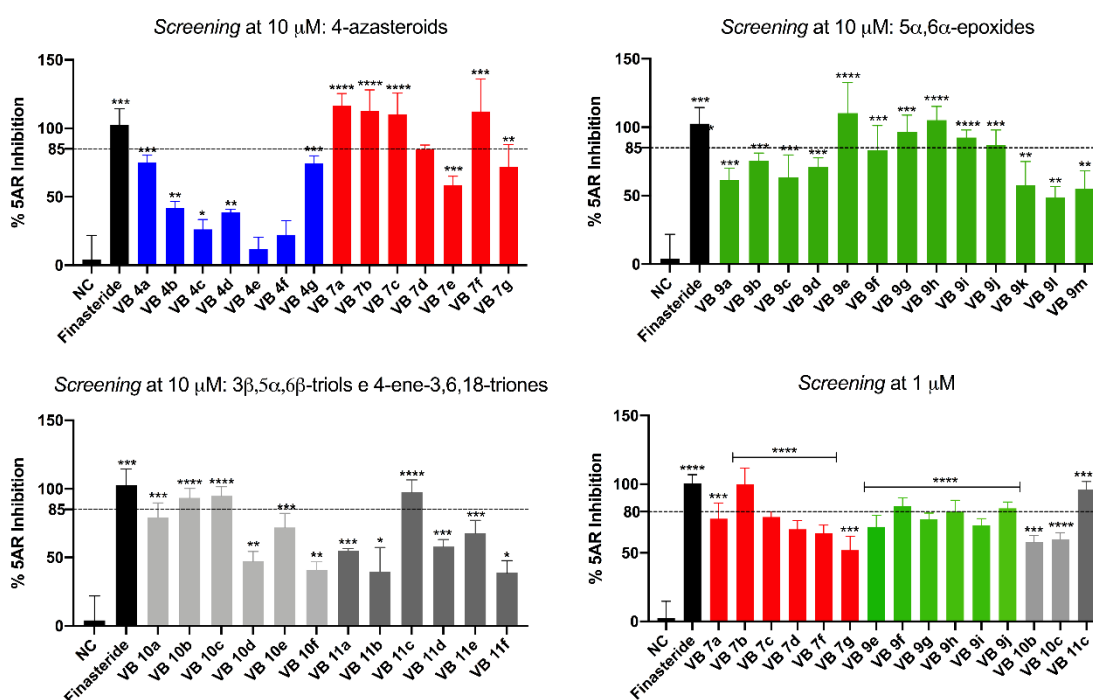 Screening at 10 μM: 4-azasteroids
% 5AR Inhibition
150
100
85
50
0
*** *** ** * ** *** **** **** **** *** *** **
NC
Finasteride
VB 4a
VB 4b
VB 4c
VB 4d
VB 4e
VB 4f
VB 4g
VB 7a
VB 7b
VB 7c
VB 7d
VB 7e
VB 7f
VB 7g
Screening at 10 μM: 5α,6α-epoxides
% 5AR Inhibition
150
100
85
50
0
*** * *** *** *** *** **** *** *** **** **** *** ** ** **
NC
Finasteride
VB 9a
VB 9b
VB 9c
VB 9d
VB 9e
VB 9f
VB 9g
VB 9h
VB 9i
VB 9j
VB 9k
VB 9l
VB 9m
Screening at 10 μM: 3β,5α,6β-triols e 4-ene-3,6,18-triones
% 5AR Inhibition
150
100
85
50
0
*** *** **** **** ** *** ** *** * **** *** *** *
NC
Finasteride
VB 10a
VB 10b
VB 10c
VB 10d
VB 10e
VB 10f
VB 11a
VB 11b
VB 11c
VB 11d
VB 11e
VB 11f
Screening at 1 μM
% 5AR Inhibition
150
100
80
50
0
**** *** **** *** **** *** **** ***
NC
Finasteride
VB 7a
VB 7b
VB 7c
VB 7d
VB 7f
VB 7g
VB 9e
VB 9f
VB 9g
VB 9h
VB 9i
VB 9j
VB 10b
VB 10c
VB 11c